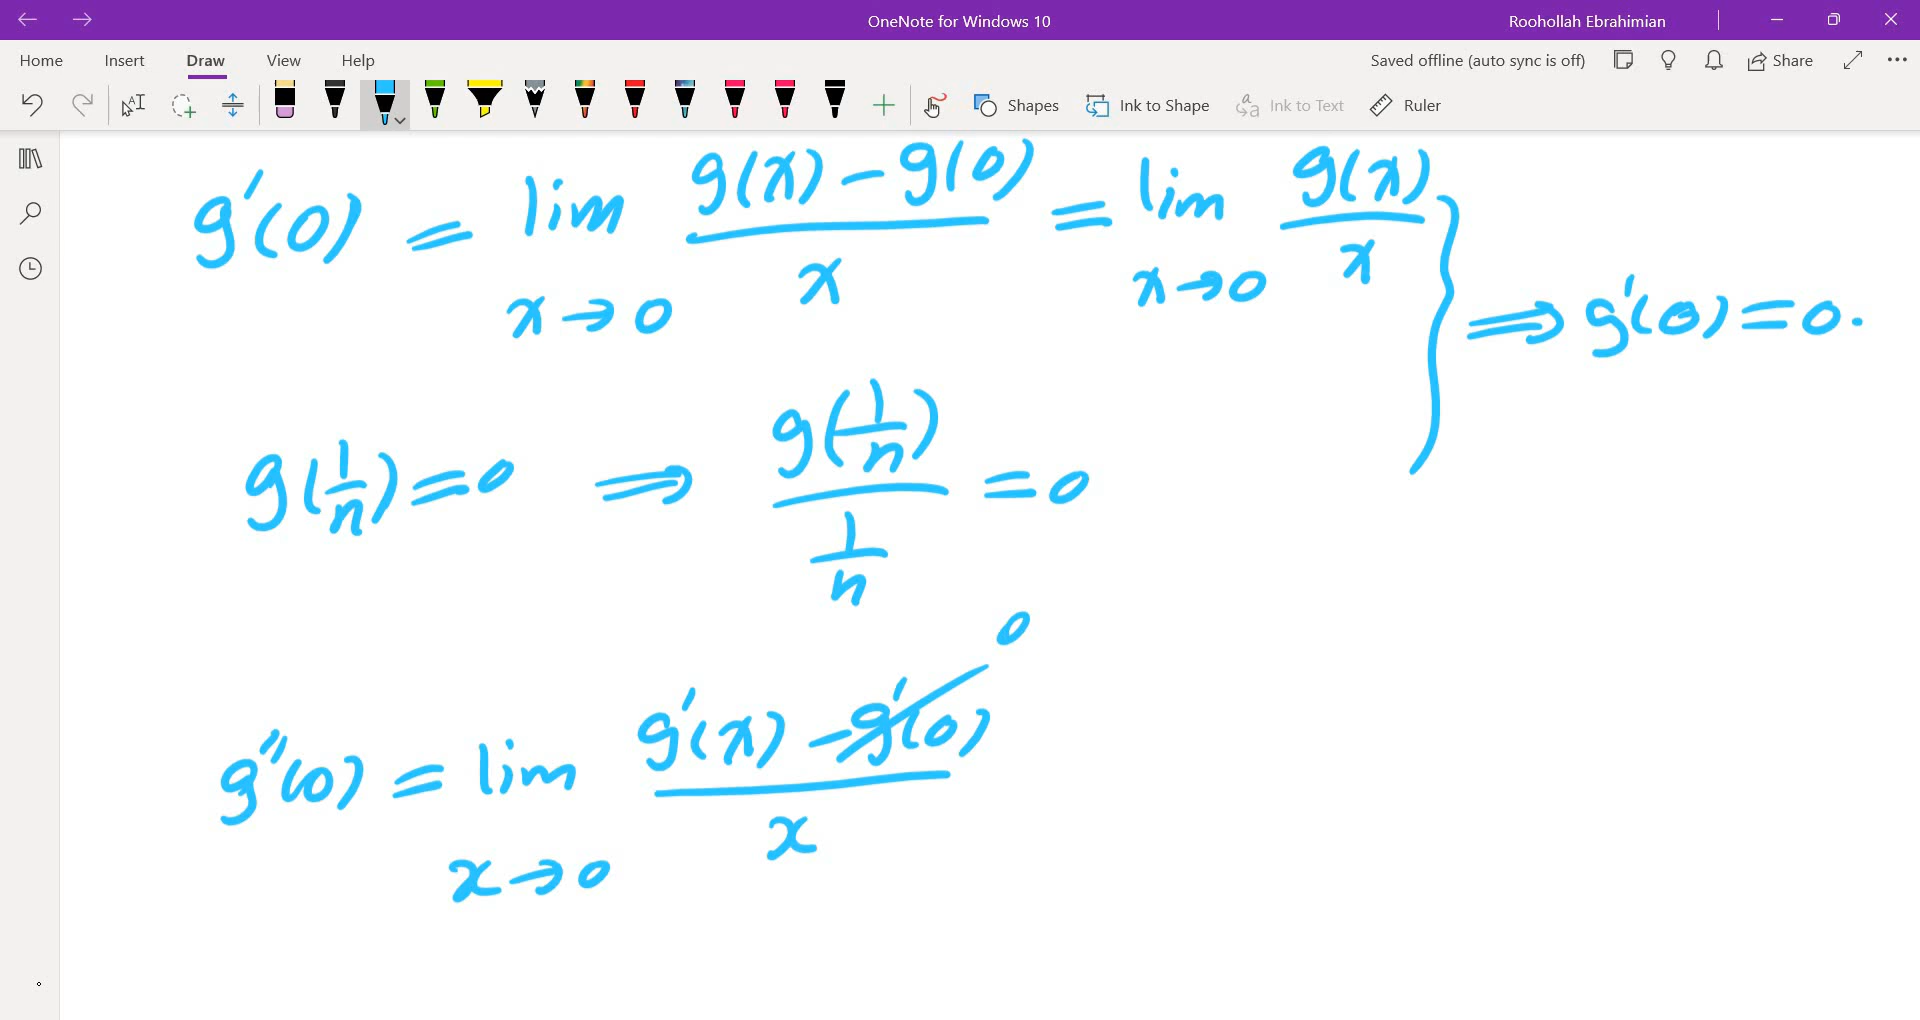 OneNote for Windows 10
Roohollah Ebrahimian
Home Insert Draw View Help
Saved offline (auto sync is off) Share
Shapes Ink to Shape Ink to Text Ruler
g'(0) = lim x→0 (g(x) - g(0))/x = lim x→0 g(x)/x } ⟹ g'(0) = 0.
g(1/n) = 0 ⟹ g(1/n)/(1/n) = 0
g''(0) = lim x→0 (g'(x) - g'(0))/x 0